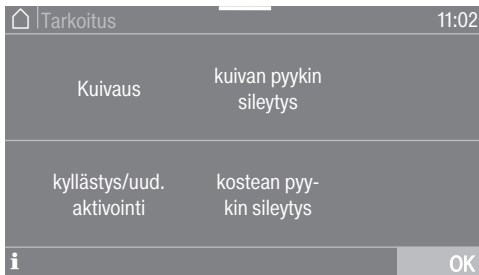 Tarkoitus 11:02
Kuivaus
kuivan pyykin
sileytys
kyllästys/uud.
aktivointi
kostean pyy-
kin sileytys
i OK